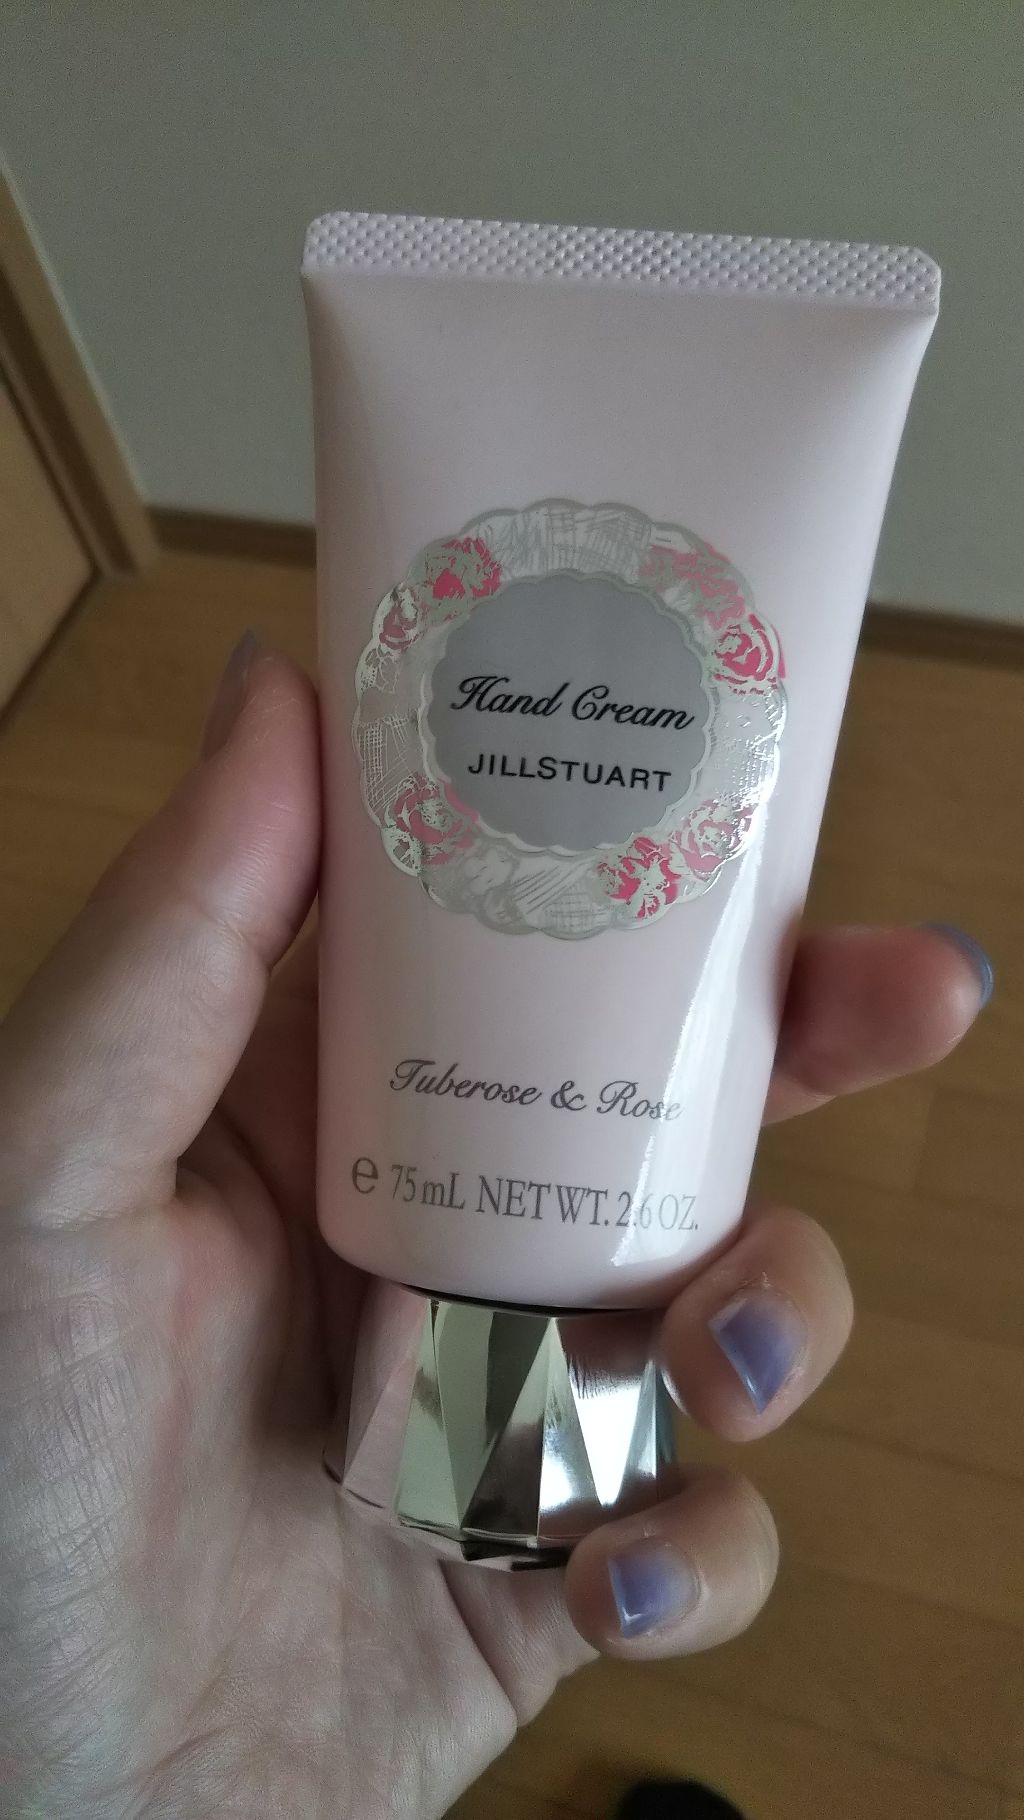 Hand Cream
JILLSTUART
Tuberose & Rose
e 75mL NET WT. 2.6 OZ.